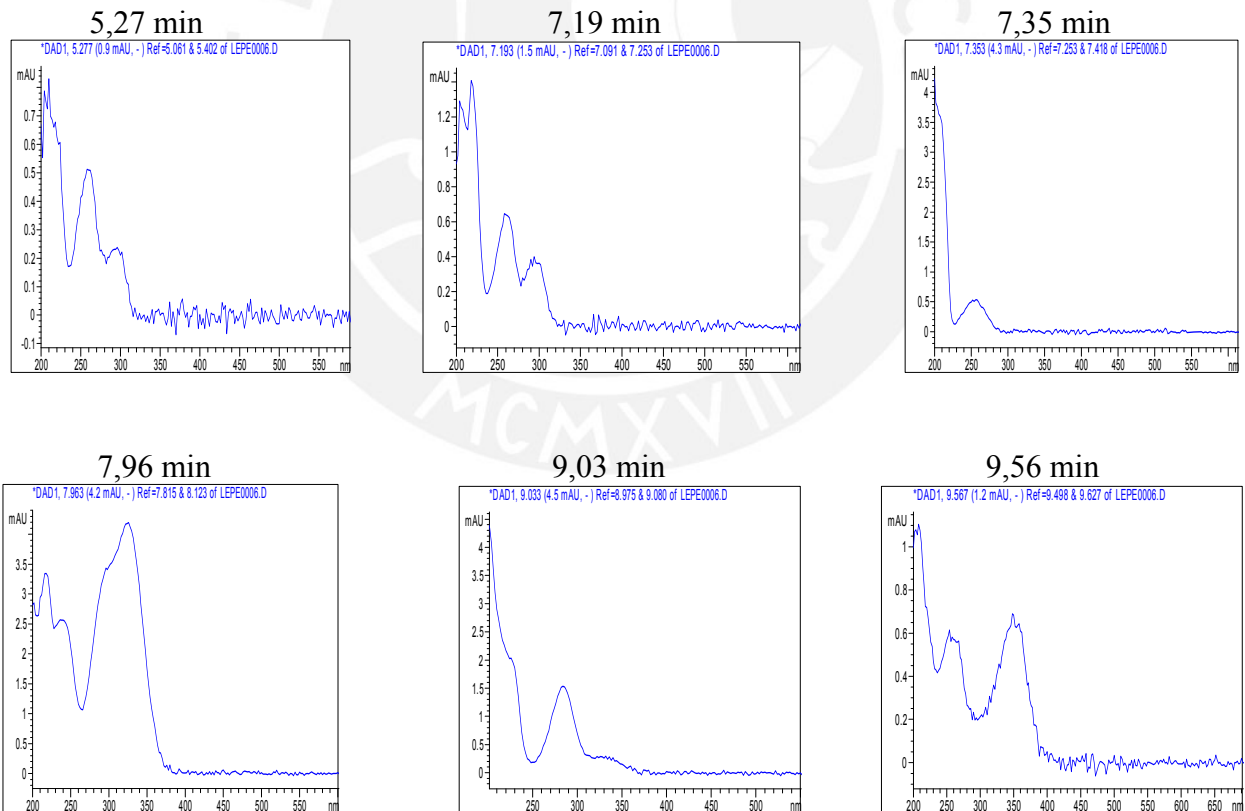 5,27 min
*DAD1, 5.277 (0.9 mAU, - ) Ref=5.061 & 5.402 of LEPE0006.D
mAU
0.7
0.6
0.5
0.4
0.3
0.2
0.1
0
-0.1
200 250 300 350 400 450 500 550 nm
7,19 min
*DAD1, 7.193 (1.5 mAU, - ) Ref=7.091 & 7.253 of LEPE0006.D
mAU
1.2
1
0.8
0.6
0.4
0.2
0
200 250 300 350 400 450 500 550 nm
7,35 min
*DAD1, 7.353 (4.3 mAU, - ) Ref=7.253 & 7.418 of LEPE0006.D
mAU
4
3.5
3
2.5
2
1.5
1
0.5
0
200 250 300 350 400 450 500 550 nm
MCMXVII
7,96 min
*DAD1, 7.963 (4.2 mAU, - ) Ref=7.815 & 8.123 of LEPE0006.D
mAU
3.5
3
2.5
2
1.5
1
0.5
0
200 250 300 350 400 450 500 550 nm
9,03 min
*DAD1, 9.033 (4.5 mAU, - ) Ref=8.975 & 9.080 of LEPE0006.D
mAU
4
3.5
3
2.5
2
1.5
1
0.5
0
250 300 350 400 450 500 550 nm
9,56 min
*DAD1, 9.567 (1.2 mAU, - ) Ref=9.498 & 9.627 of LEPE0006.D
mAU
1
0.8
0.6
0.4
0.2
0
200 250 300 350 400 450 500 550 600 650 nm